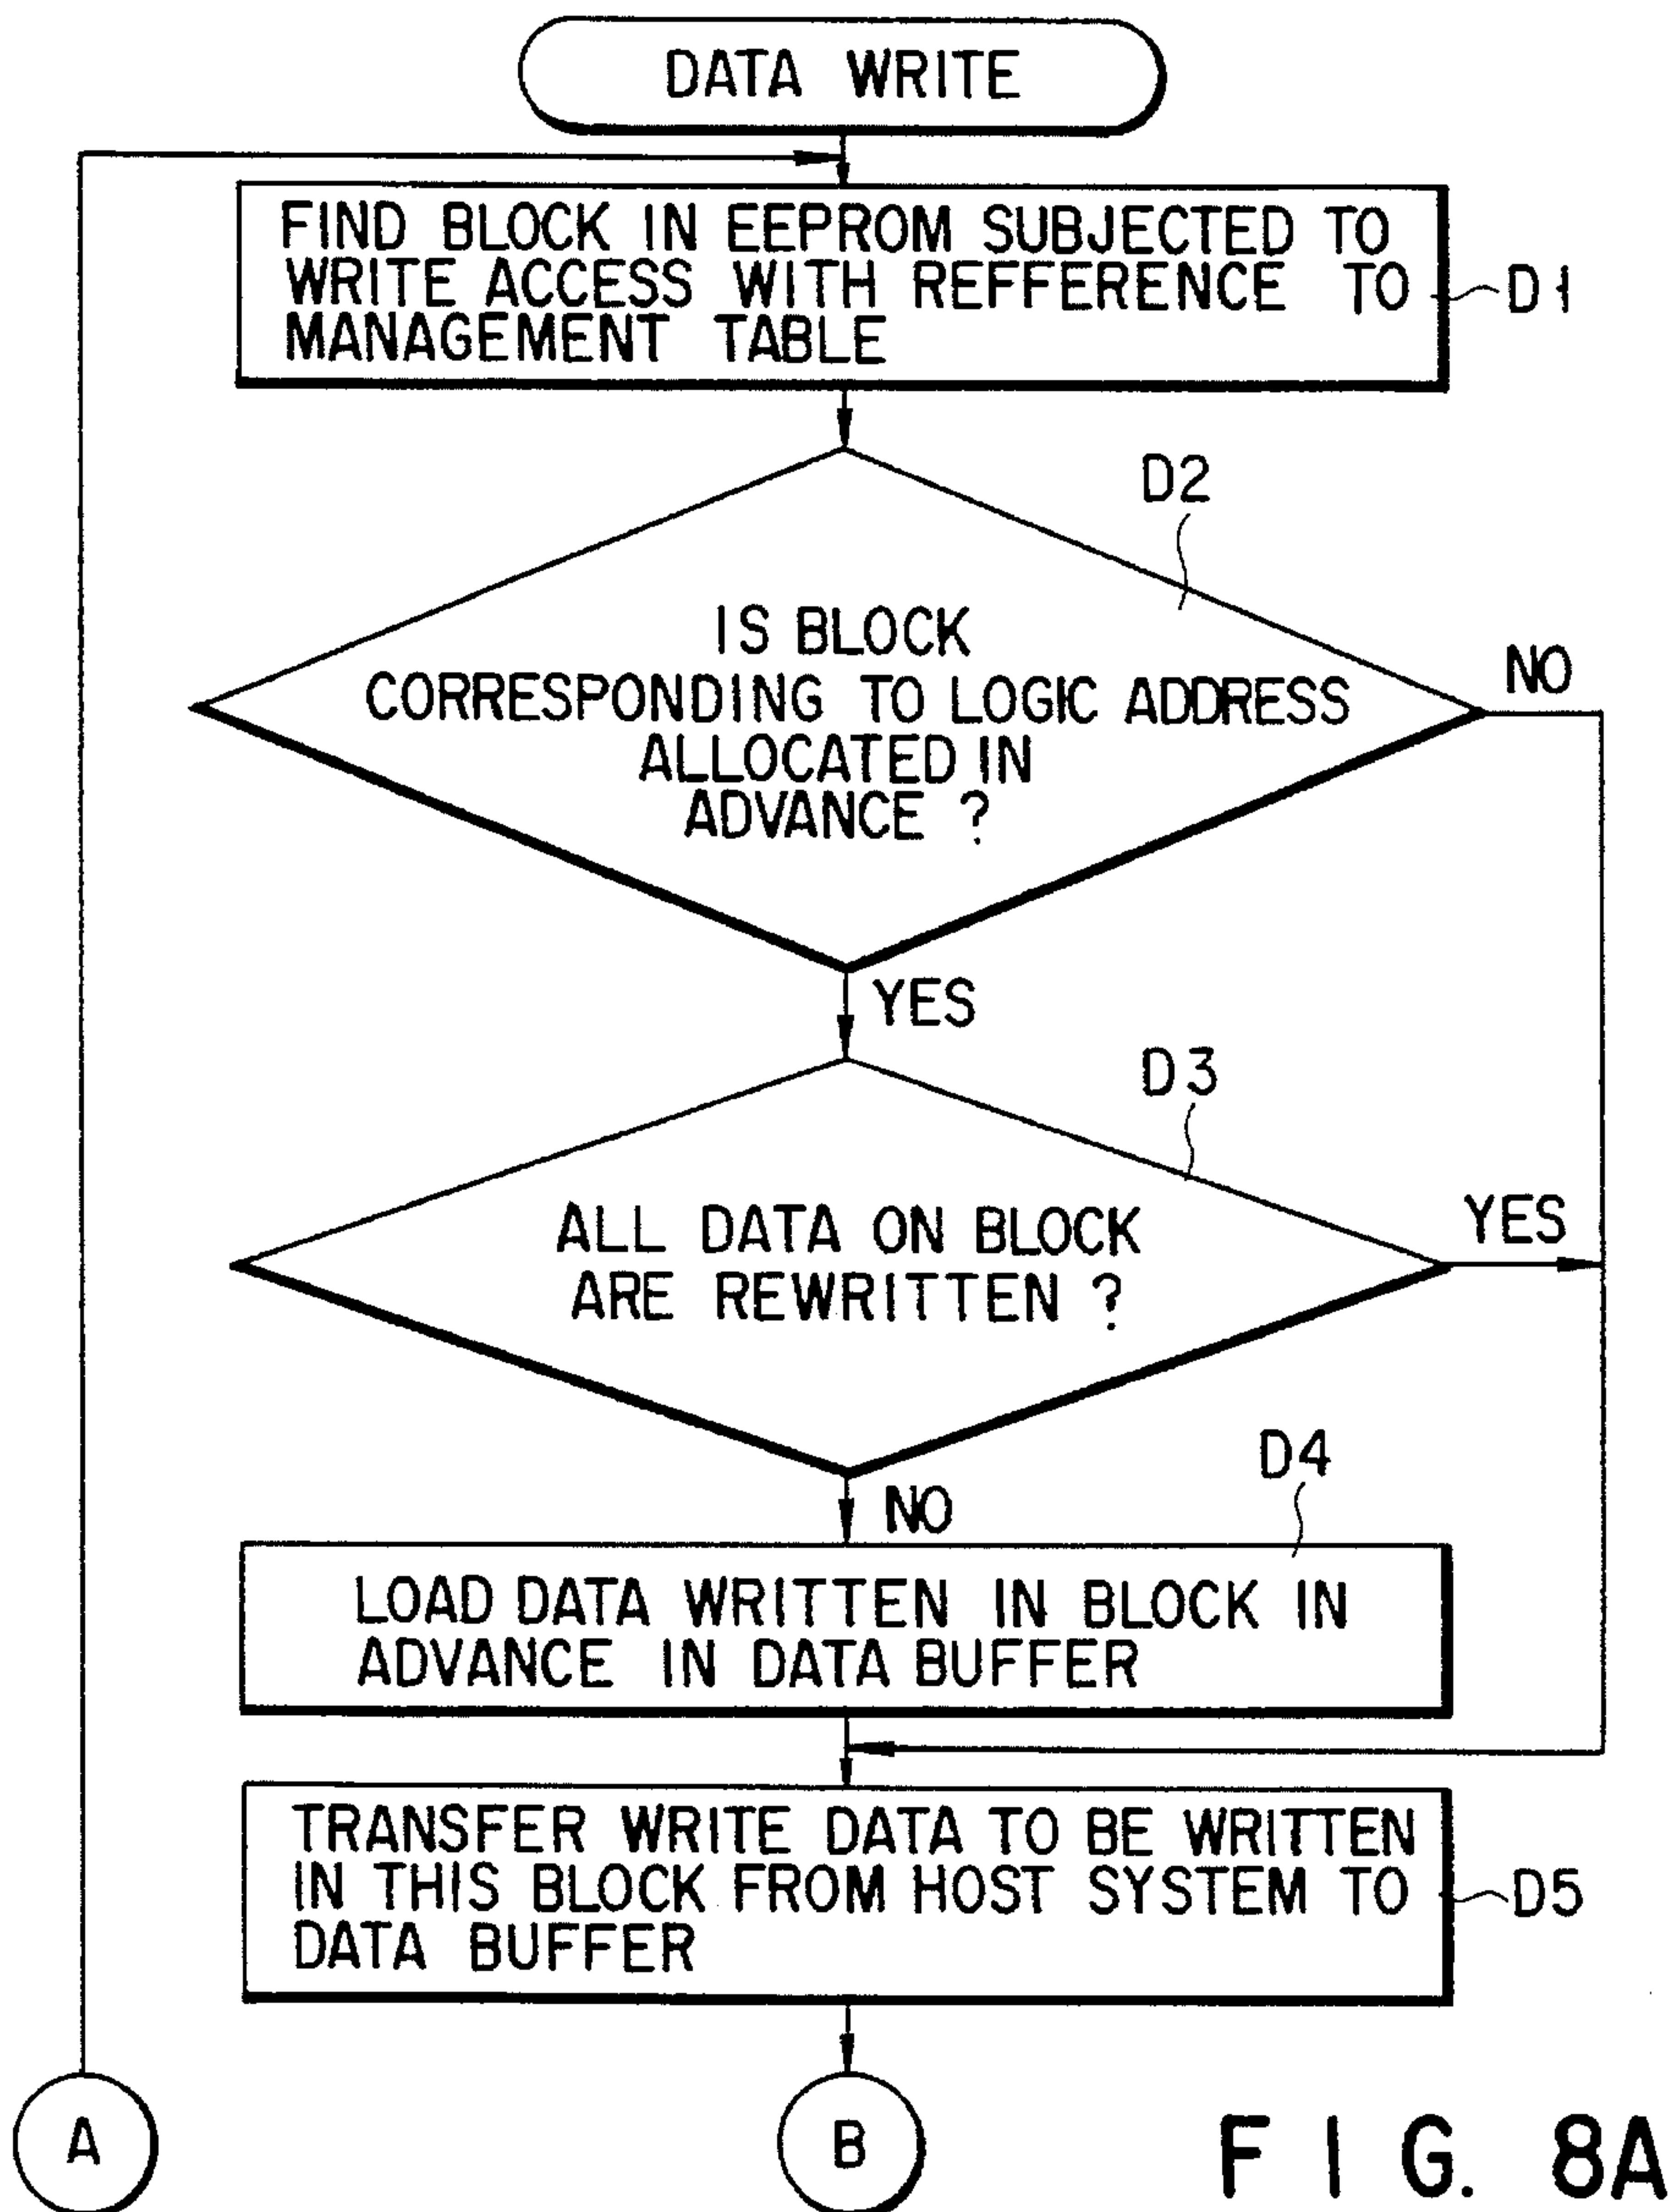 DATA WRITE
FIND BLOCK IN EEPROM SUBJECTED TO
WRITE ACCESS WITH REFFERENCE TO
MANAGEMENT TABLE
D1
D2
IS BLOCK
CORRESPONDING TO LOGIC ADDRESS
ALLOCATED IN
ADVANCE ?
NO
YES
D3
ALL DATA ON BLOCK
ARE REWRITTEN ?
YES
NO
D4
LOAD DATA WRITTEN IN BLOCK IN
ADVANCE IN DATA BUFFER
TRANSFER WRITE DATA TO BE WRITTEN
IN THIS BLOCK FROM HOST SYSTEM TO
DATA BUFFER
D5
A
B
FIG. 8A